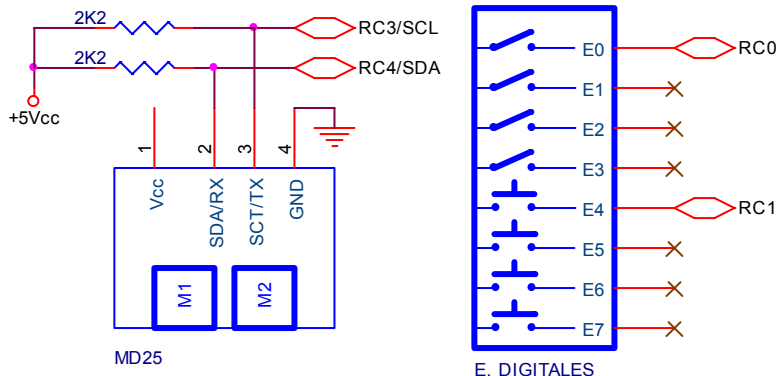 2K2
RC3/SCL
2K2
RC4/SDA
+5Vcc
1
2
3
4
Vcc
SDA/RX
SCT/TX
GND
M1
M2
MD25
E0
RC0
E1
E2
E3
E4
RC1
E5
E6
E7
E. DIGITALES